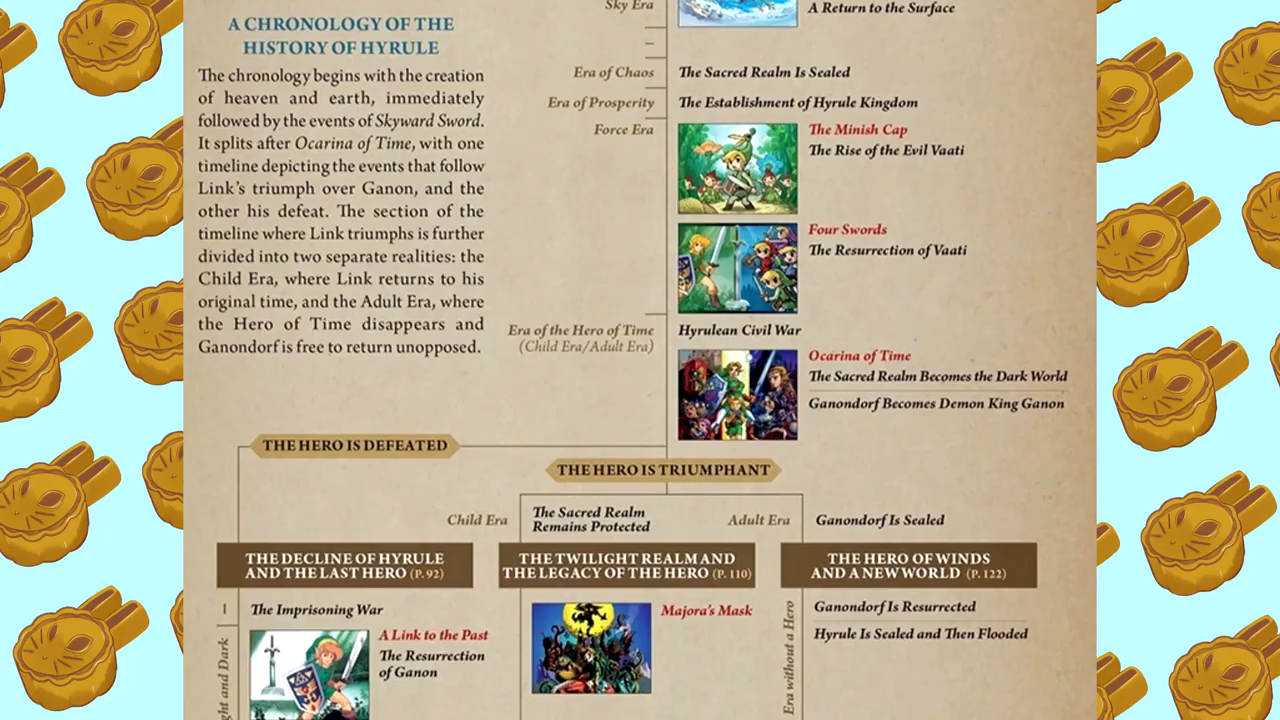 A CHRONOLOGY OF THE
HISTORY OF HYRULE
The chronology begins with the creation
of heaven and earth, immediately
followed by the events of Skyward Sword.
It splits after Ocarina of Time, with one
timeline depicting the events that follow
Link's triumph over Ganon, and the
other his defeat. The section of the
timeline where Link triumphs is further
divided into two separate realities: the
Child Era, where Link returns to his
original time, and the Adult Era, where
the Hero of Time disappears and
Ganondorf is free to return unopposed.
Sky Era
A Return to the Surface
Era of Chaos
The Sacred Realm Is Sealed
Era of Prosperity
The Establishment of Hyrule Kingdom
Force Era
The Minish Cap
The Rise of the Evil Vaati
Four Swords
The Resurrection of Vaati
Era of the Hero of Time
(Child Era/Adult Era)
Hyrulean Civil War
Ocarina of Time
The Sacred Realm Becomes the Dark World
Ganondorf Becomes Demon King Ganon
THE HERO IS DEFEATED
THE HERO IS TRIUMPHANT
Child Era
The Sacred Realm
Remains Protected
Adult Era
Ganondorf Is Sealed
THE DECLINE OF HYRULE
AND THE LAST HERO (P. 92)
THE TWILIGHT REALM AND
THE LEGACY OF THE HERO (P. 110)
THE HERO OF WINDS
AND A NEW WORLD (P. 122)
The Imprisoning War
A Link to the Past
The Resurrection
of Ganon
ght and Dark
Majora's Mask
Era without a Hero
Ganondorf Is Resurrected
Hyrule Is Sealed and Then Flooded